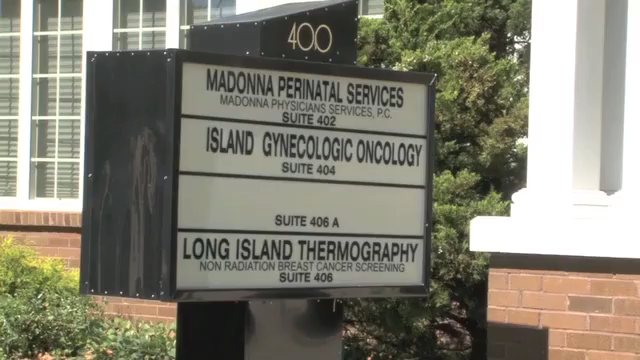 400
MADONNA PERINATAL SERVICES
MADONNA PHYSICIANS SERVICES, P.C.
SUITE 402
ISLAND GYNECOLOGIC ONCOLOGY
SUITE 404
SUITE 406 A
LONG ISLAND THERMOGRAPHY
NON RADIATION BREAST CANCER SCREENING
SUITE 406